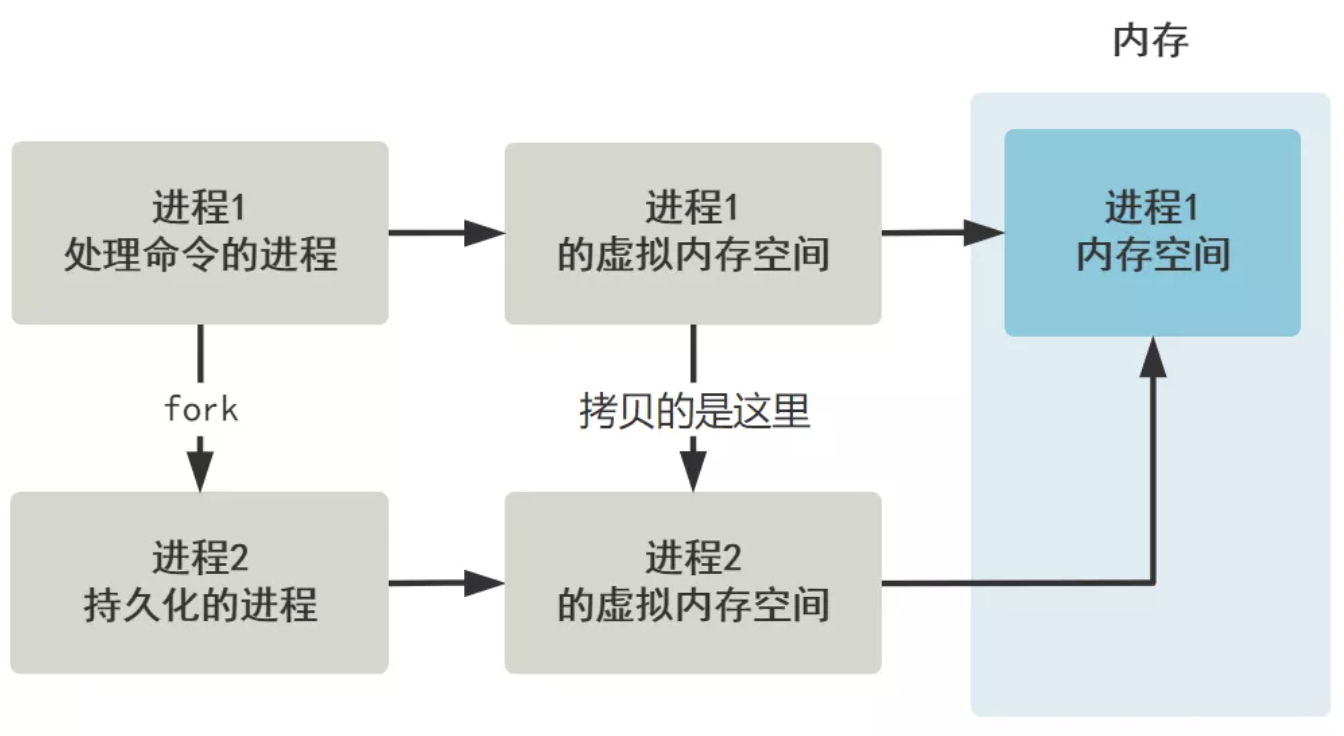 内存
进程1
处理命令的进程
进程1
的虚拟内存空间
进程1
内存空间
fork
拷贝的是这里
进程2
持久化的进程
进程2
的虚拟内存空间